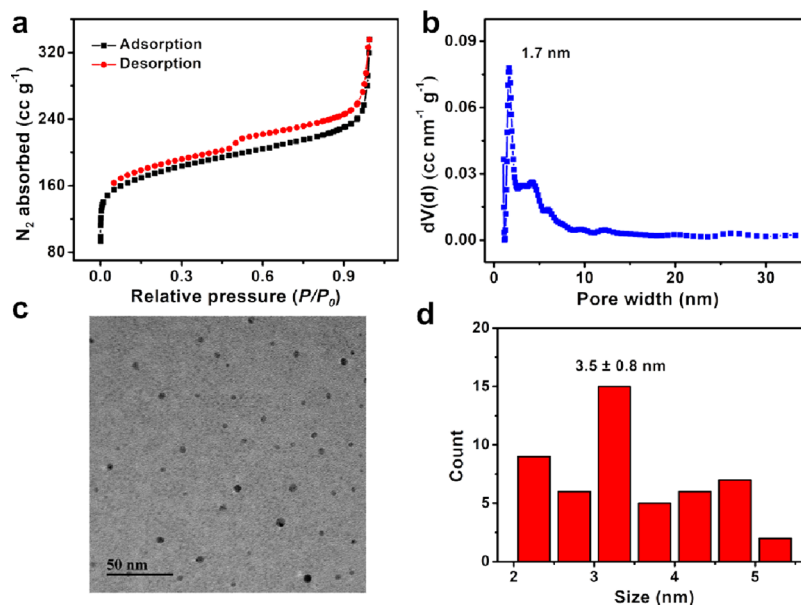 a
Adsorption
Desorption
320
240
160
80
0.0 0.3 0.6 0.9
N₂ absorbed (cc g⁻¹)
Relative pressure (P/P₀)
b
1.7 nm
0.09
0.06
0.03
0.00
0 10 20 30
dV(d) (cc nm⁻¹ g⁻¹)
Pore width (nm)
c
50 nm
d
3.5 ± 0.8 nm
20
15
10
5
0
2 3 4 5
Count
Size (nm)